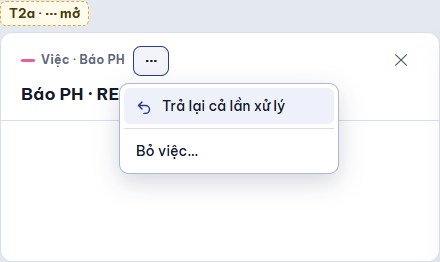 T2a · ··· mở
Việc · Báo PH ···
Báo PH · RE
Trả lại cả lần xử lý
Bỏ việc...